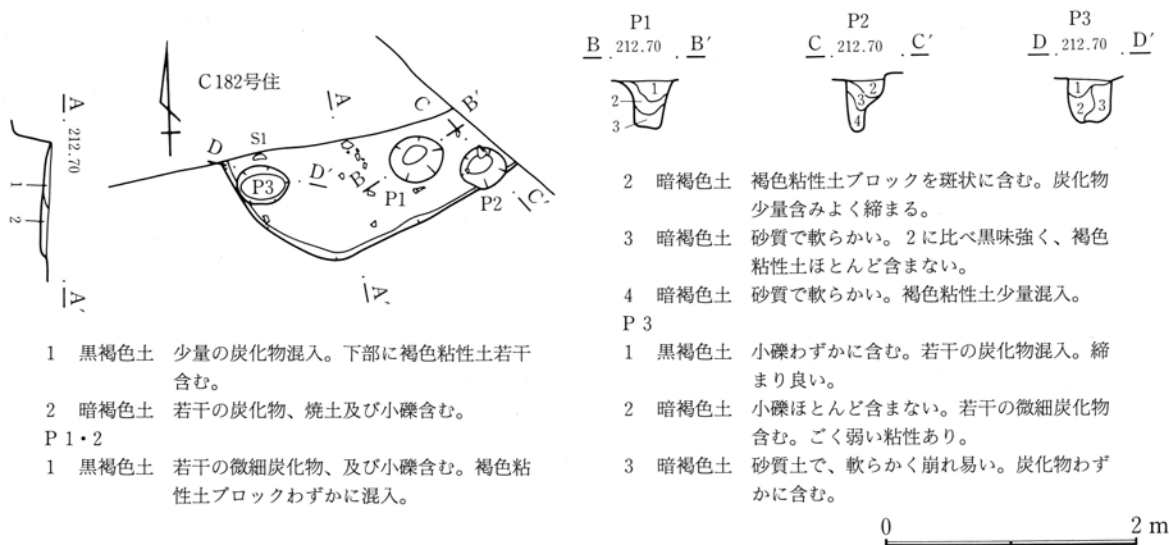 C182号住
A
212.70
1
2
A′
A
A′
B
B′
C
C′
D
D′
S1
P1
P2
P3
P1
B 212.70 B′
1
2
3
P2
C 212.70 C′
2
3
4
P3
D 212.70 D′
1
2
3
1 黒褐色土 少量の炭化物混入。下部に褐色粘性土若干
含む。
2 暗褐色土 若干の炭化物、焼土及び小礫含む。
P 1・2
1 黒褐色土 若干の微細炭化物、及び小礫含む。褐色粘
性土ブロックわずかに混入。
2 暗褐色土 褐色粘性土ブロックを斑状に含む。炭化物
少量含みよく締まる。
3 暗褐色土 砂質で軟らかい。2に比べ黒味強く、褐色
粘性土ほとんど含まない。
4 暗褐色土 砂質で軟らかい。褐色粘性土少量混入。
P 3
1 黒褐色土 小礫わずかに含む。若干の炭化物混入。締
まり良い。
2 暗褐色土 小礫ほとんど含まない。若干の微細炭化物
含む。ごく弱い粘性あり。
3 暗褐色土 砂質土で、軟らかく崩れ易い。炭化物わず
かに含む。
0 2 m